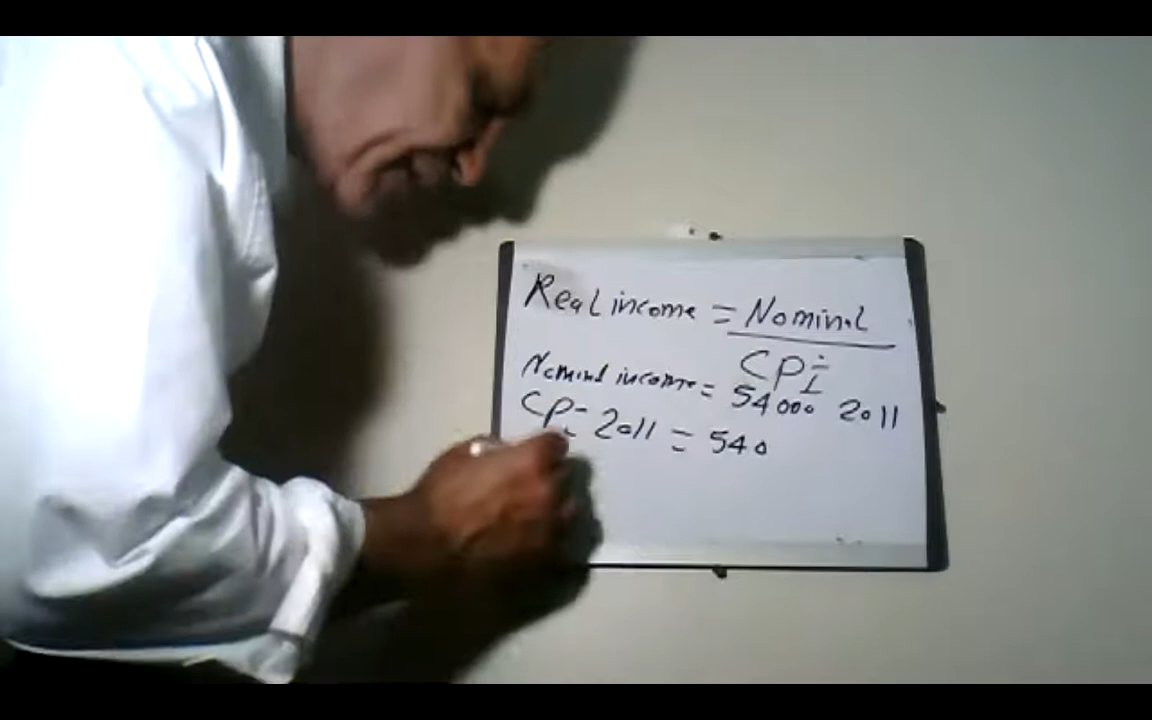 Real income = Nominal
CPi
Nominal income = 54000 2011
CPi 2011 = 540